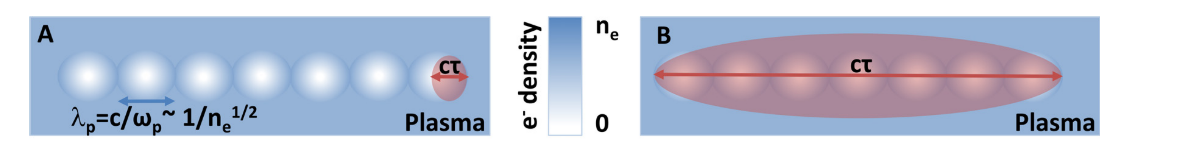 A
cτ
λp=c/ωp~ 1/ne1/2
Plasma
e- density
ne
0
B
cτ
Plasma